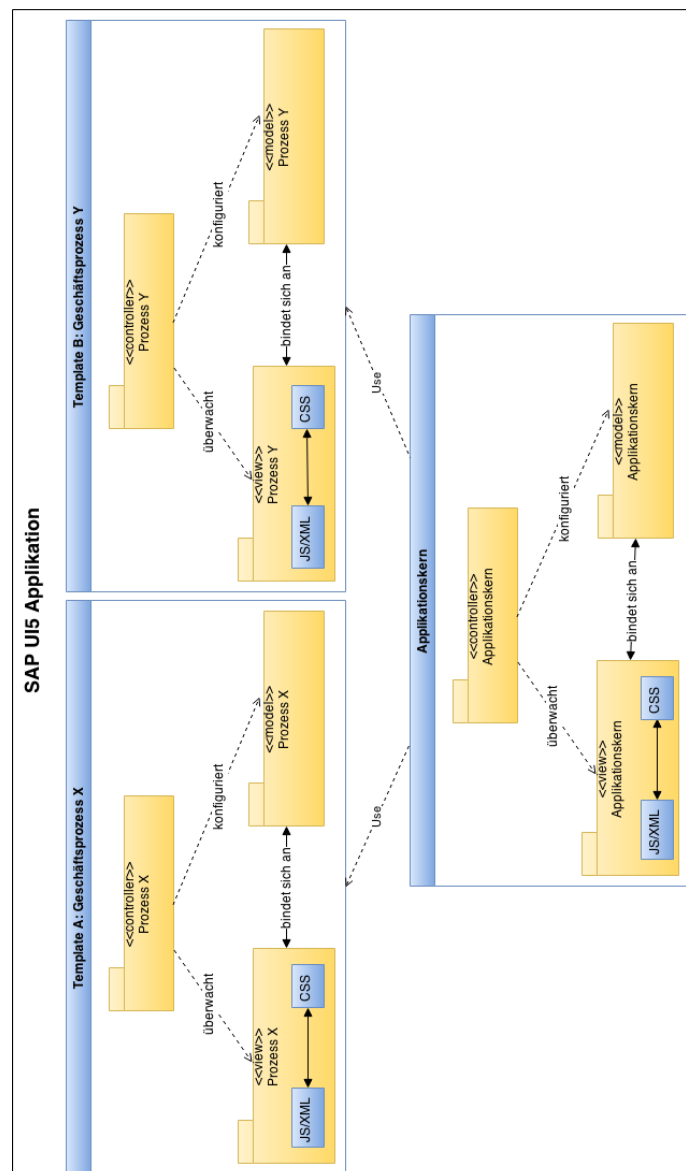 SAP UI5 Applikation
Template A: Geschäftsprozess X
<<controller>>
Prozess X
überwacht
konfiguriert
<<view>>
Prozess X
JS/XML
CSS
bindet sich an
<<model>>
Prozess X
Template B: Geschäftsprozess Y
<<controller>>
Prozess Y
überwacht
konfiguriert
<<view>>
Prozess Y
JS/XML
CSS
bindet sich an
<<model>>
Prozess Y
Use
Use
Applikationskern
<<controller>>
Applikationskern
überwacht
konfiguriert
<<view>>
Applikationskern
JS/XML
CSS
bindet sich an
<<model>>
Applikationskern